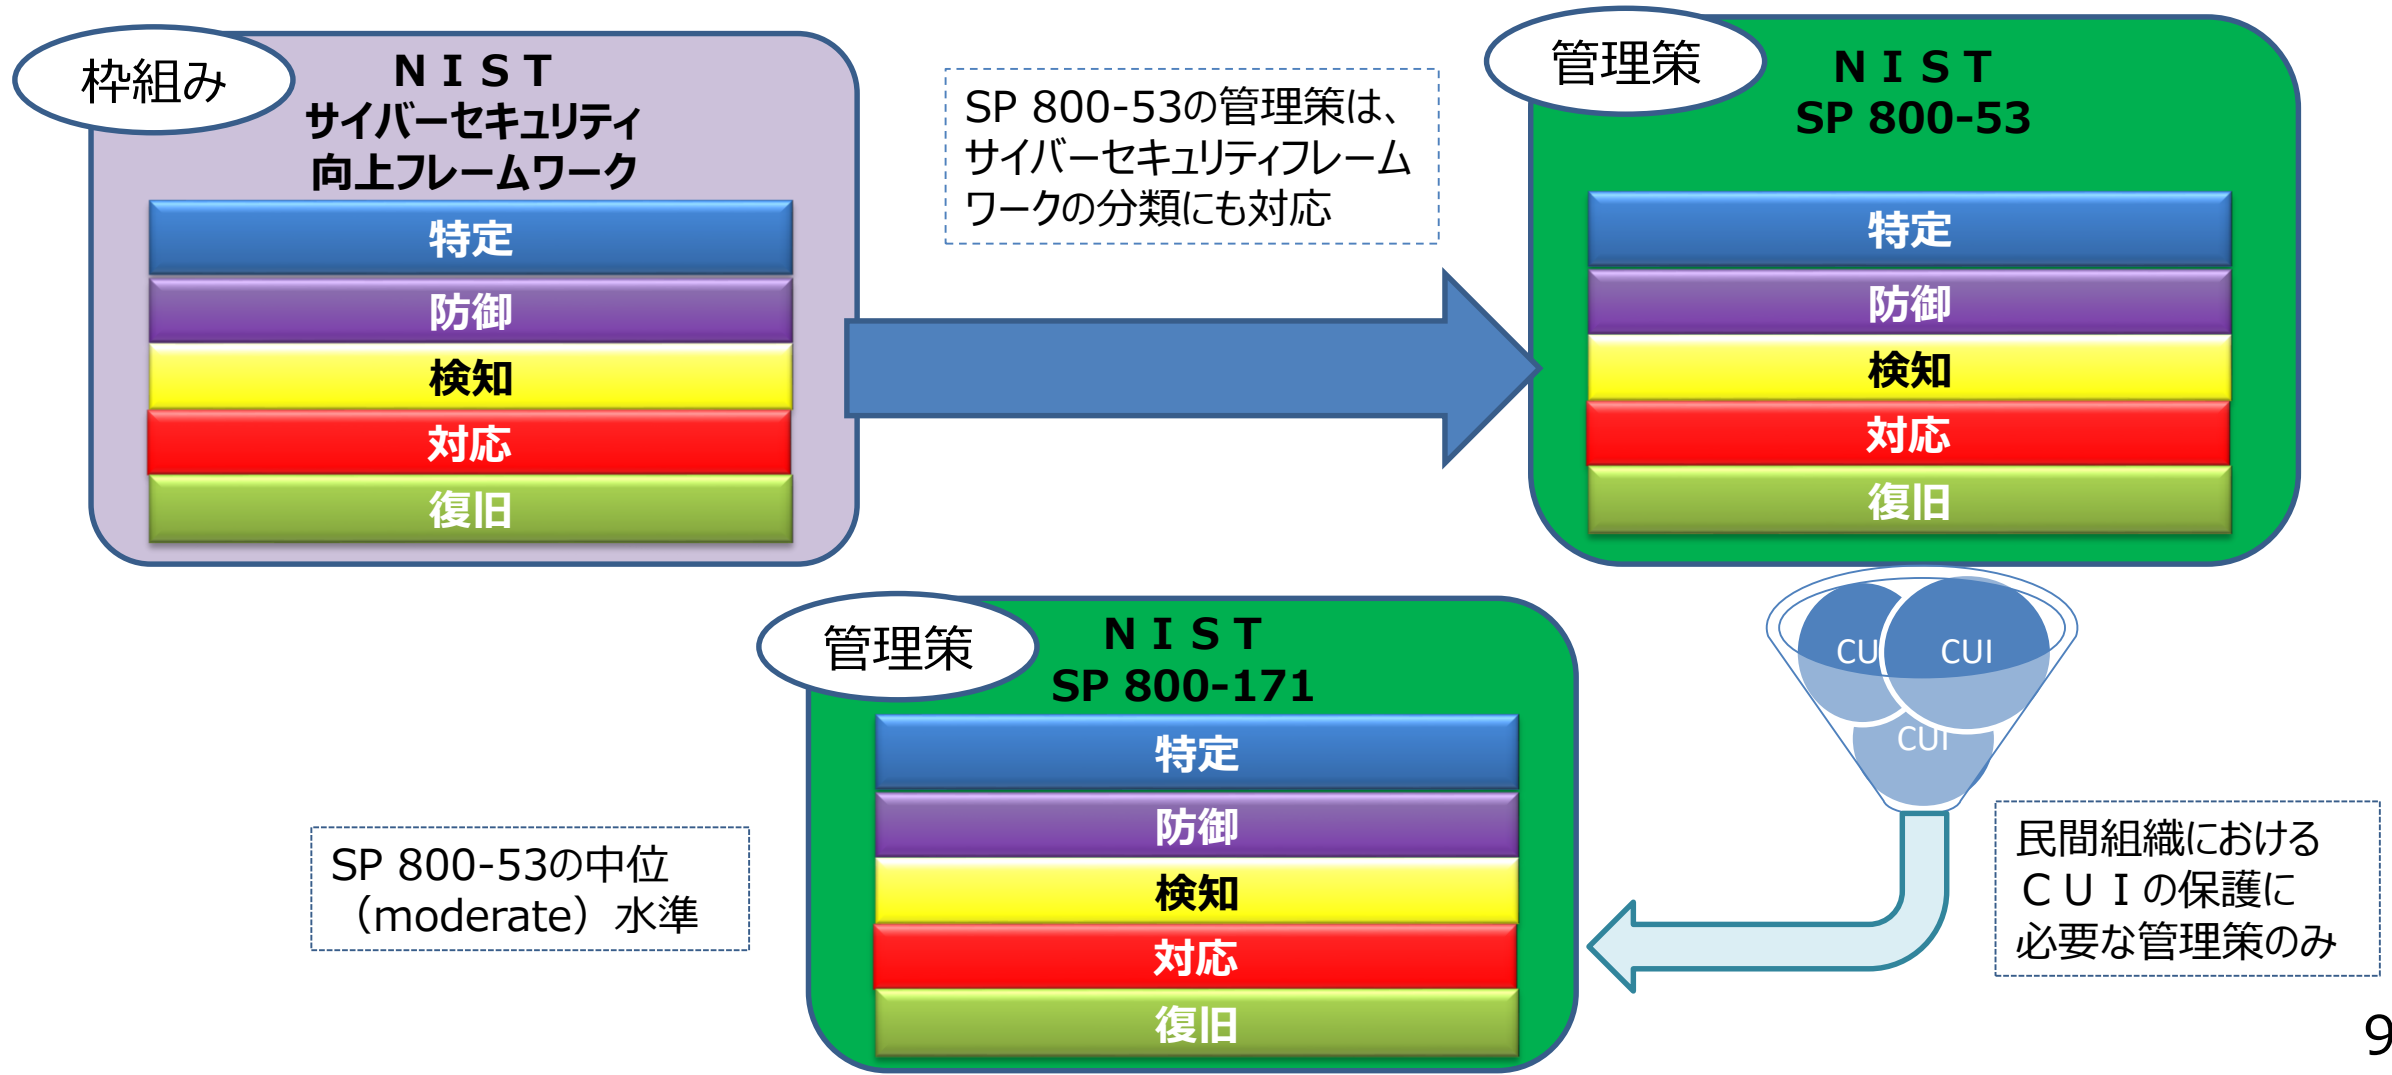 枠組み
ＮＩＳＴ
サイバーセキュリティ
向上フレームワーク
特定
防御
検知
対応
復旧
SP 800-53の管理策は、
サイバーセキュリティフレーム
ワークの分類にも対応
管理策
ＮＩＳＴ
SP 800-53
特定
防御
検知
対応
復旧
CUI
CUI
CUI
民間組織における
ＣＵＩの保護に
必要な管理策のみ
管理策
ＮＩＳＴ
SP 800-171
特定
防御
検知
対応
復旧
SP 800-53の中位
（moderate）水準
9